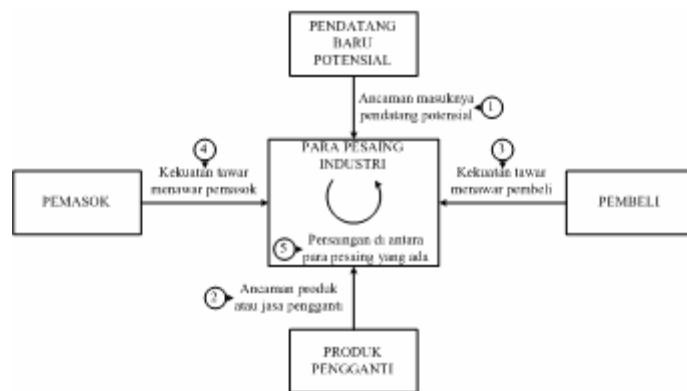 PENDATANG
BARU
POTENSIAL
Ancaman masuknya
pendatang potensial
1
PARA PESAING
INDUSTRI
4
Kekuatan tawar
menawar pemasok
3
Kekuatan tawar
menawar pembeli
PEMASOK
PEMBELI
5
Persaingan di antara
para pesaing yang ada
2
Ancaman produk
atau jasa pengganti
PRODUK
PENGGANTI